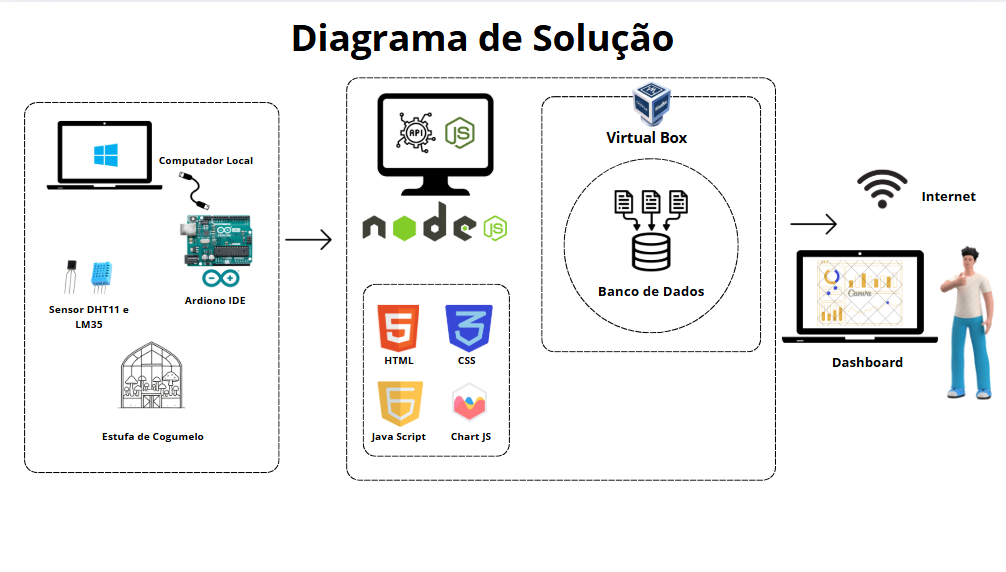 Diagrama de Solução
Computador Local
Ardiono IDE
Sensor DHT11 e
LM35
Estufa de Cogumelo
API
JS
node
JS
HTML
CSS
Java Script
Chart JS
Virtual Box
Banco de Dados
Internet
Canva
Dashboard